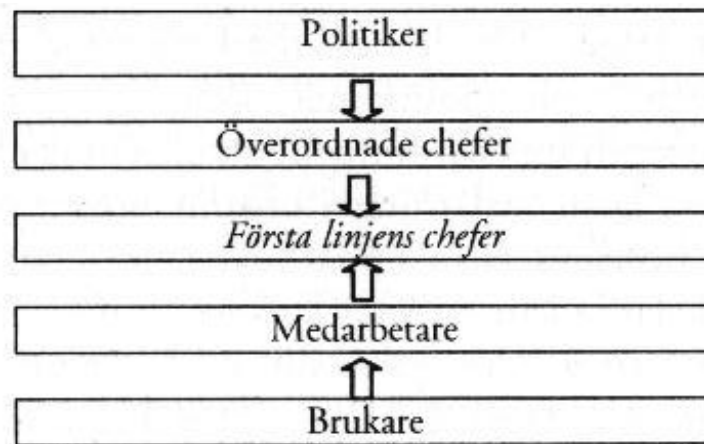 Politiker
Överordnade chefer
Första linjens chefer
Medarbetare
Brukare